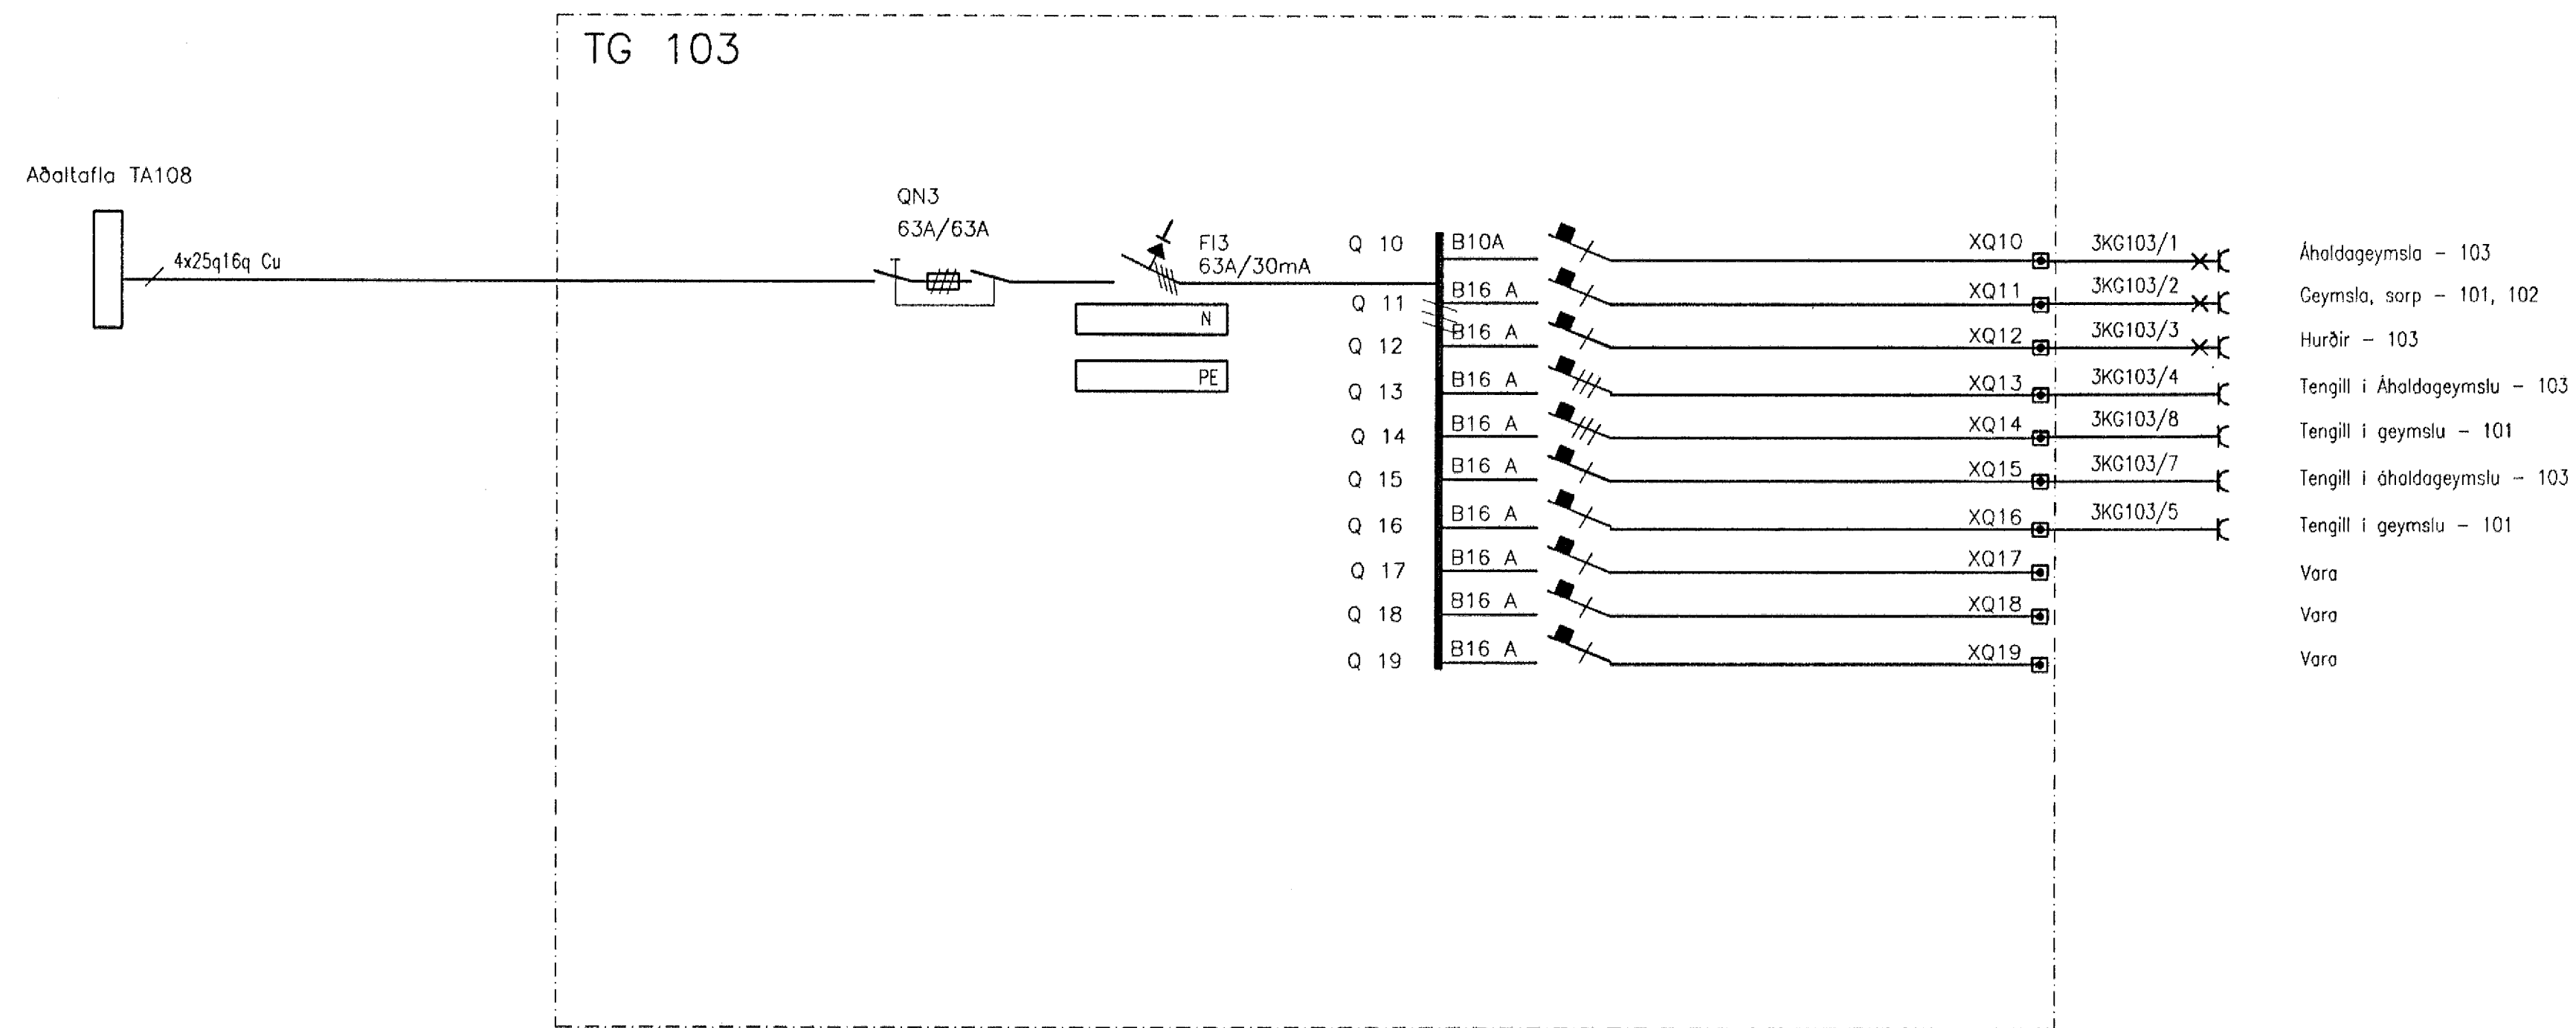 TG 103
Aðaltafla TA108
4x25q16q Cu
QN3
63A/63A
FI3
63A/30mA
N
PE
Q 10 B10A XQ10 3KG103/1 Áhaldageymsla - 103
Q 11 B16 A XQ11 3KG103/2 Geymsla, sorp - 101, 102
Q 12 B16 A XQ12 3KG103/3 Hurðir - 103
Q 13 B16 A XQ13 3KG103/4 Tengill i Áhaldageymslu - 103
Q 14 B16 A XQ14 3KG103/8 Tengill i geymslu - 101
Q 15 B16 A XQ15 3KG103/7 Tengill i áhaldageymslu - 103
Q 16 B16 A XQ16 3KG103/5 Tengill i geymslu - 101
Q 17 B16 A XQ17 Vara
Q 18 B16 A XQ18 Vara
Q 19 B16 A XQ19 Vara